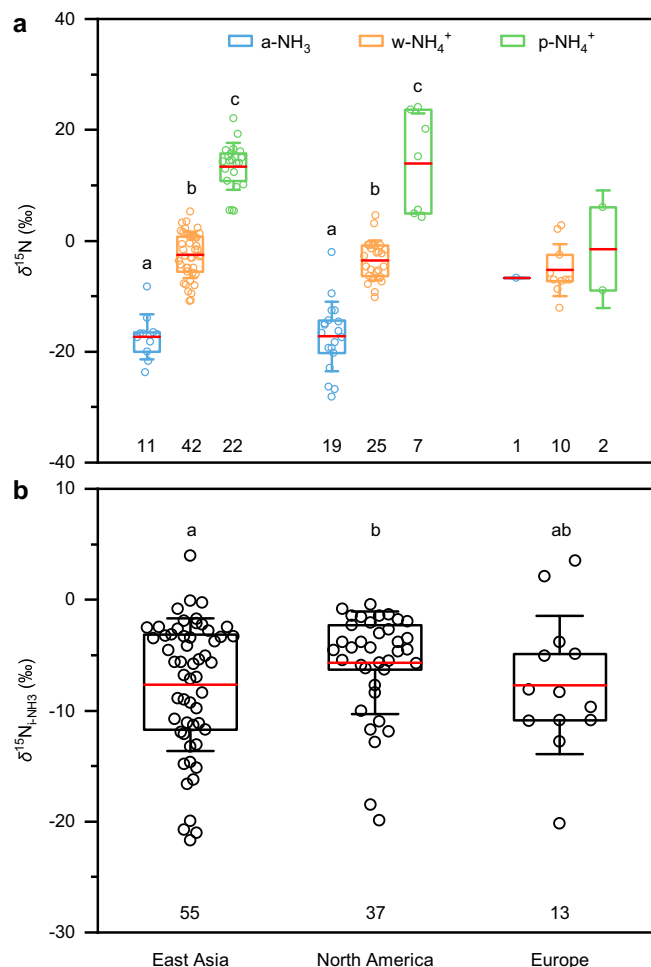 a
40
a-NH₃ w-NH₄⁺ p-NH₄⁺
c
c
20
b
b
δ¹⁵N (‰)
0
a
a
-20
11 42 22 19 25 7 1 10 2
-40
b
10
a b ab
0
δ¹⁵N_i-NH3 (‰)
-10
-20
55 37 13
-30
East Asia North America Europe